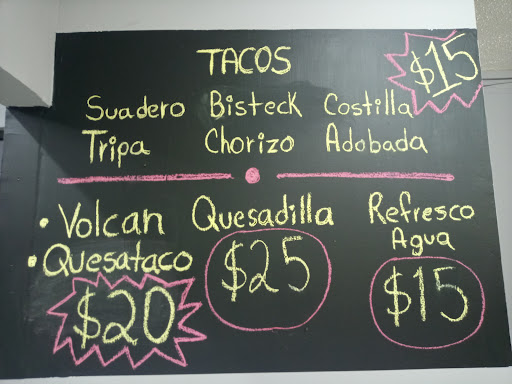 TACOS
$15
Suadero Bisteck Costilla
Tripa Chorizo Adobada
• Volcan
• Quesataco
$20
Quesadilla
$25
Refresco
Agua
$15